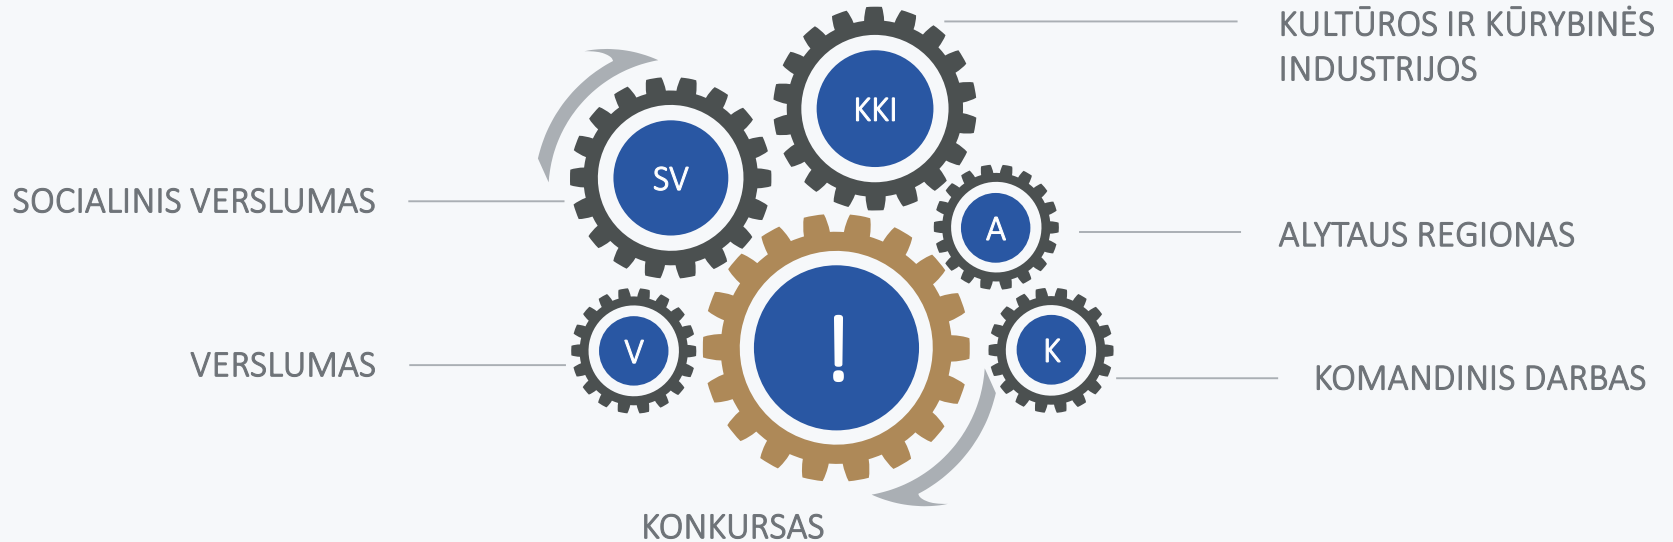 KULTŪROS IR KŪRYBINĖS
INDUSTRIJOS
KKI
SV
SOCIALINIS VERSLUMAS
A
ALYTAUS REGIONAS
!
V
VERSLUMAS
K
KOMANDINIS DARBAS
KONKURSAS